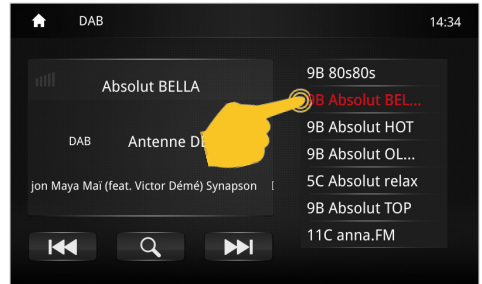 DAB 14:34
Absolut BELLA
DAB Antenne
jon Maya Maï (feat. Victor Démé) Synapson
9B 80s80s
9B Absolut BEL...
9B Absolut HOT
9B Absolut OL...
5C Absolut relax
9B Absolut TOP
11C anna.FM